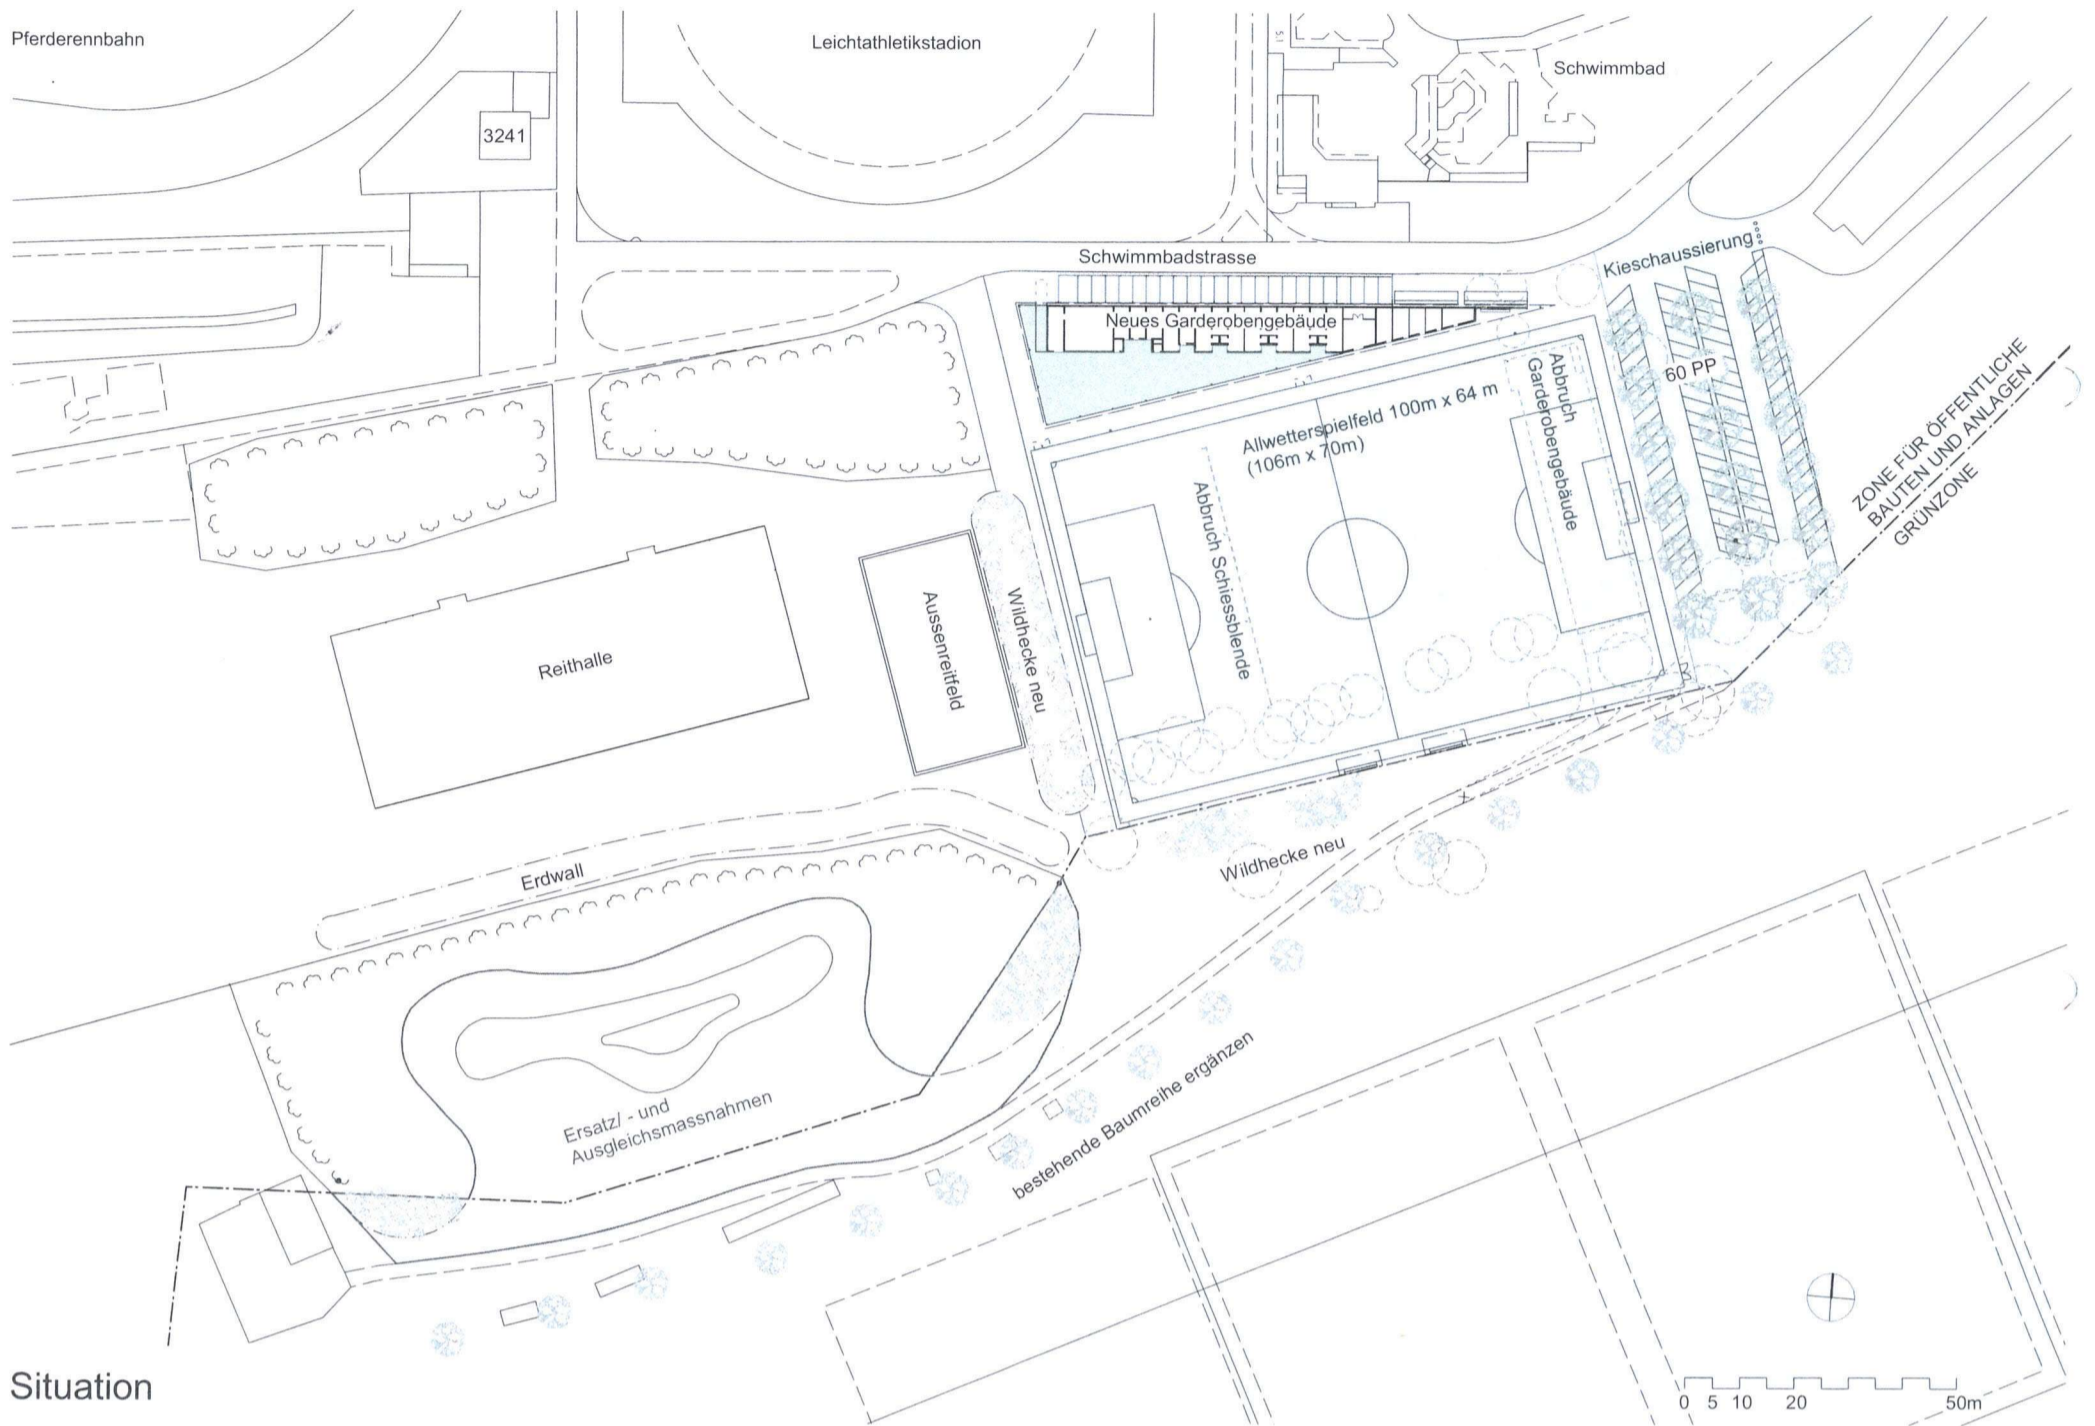 Pferderennbahn
Leichtathletikstadion
Schwimmbad
3241
Schwimmbadstrasse
Kieschaussierung
Neues Garderobengebäude
60 PP
Allwetterspielfeld 100m x 64 m
(106m x 70m)
Abbruch
Garderobengebäude
Abbruch Schiessblende
ZONE FÜR ÖFFENTLICHE
BAUTEN UND ANLAGEN
GRÜNZONE
Wildhecke neu
Aussenreitfeld
Reithalle
Erdwall
Wildhecke neu
Ersatz/ - und
Ausgleichsmassnahmen
bestehende Baumreihe ergänzen
Situation
0 5 10 20 50m